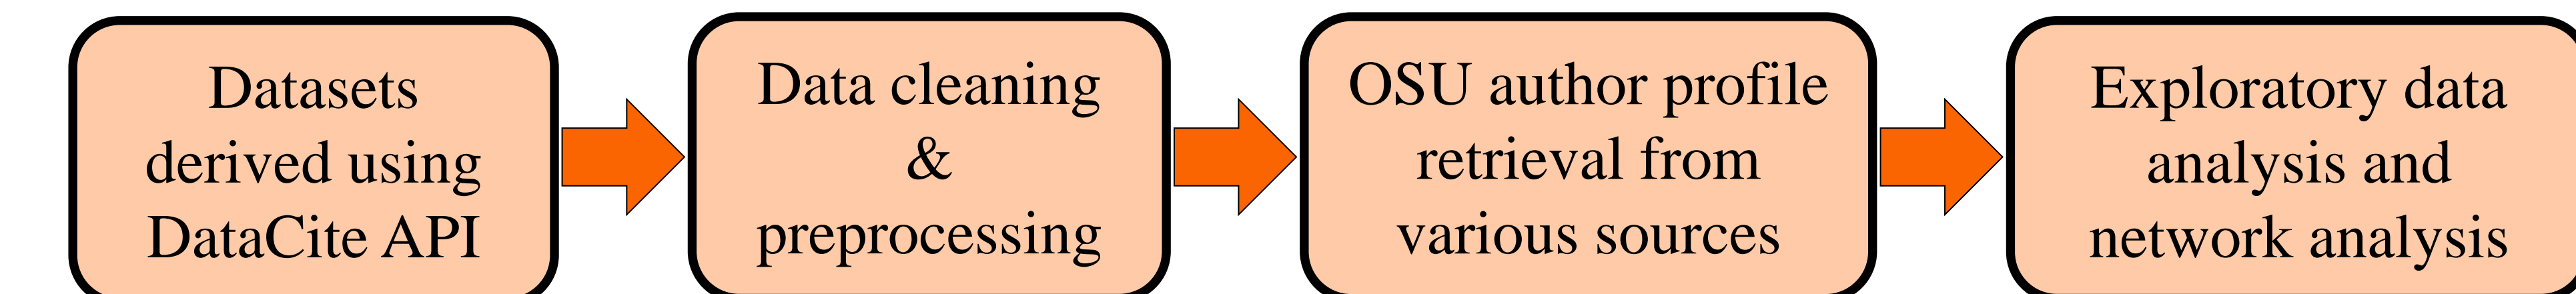 Datasets
derived using
DataCite API
Data cleaning
&
preprocessing
OSU author profile
retrieval from
various sources
Exploratory data
analysis and
network analysis